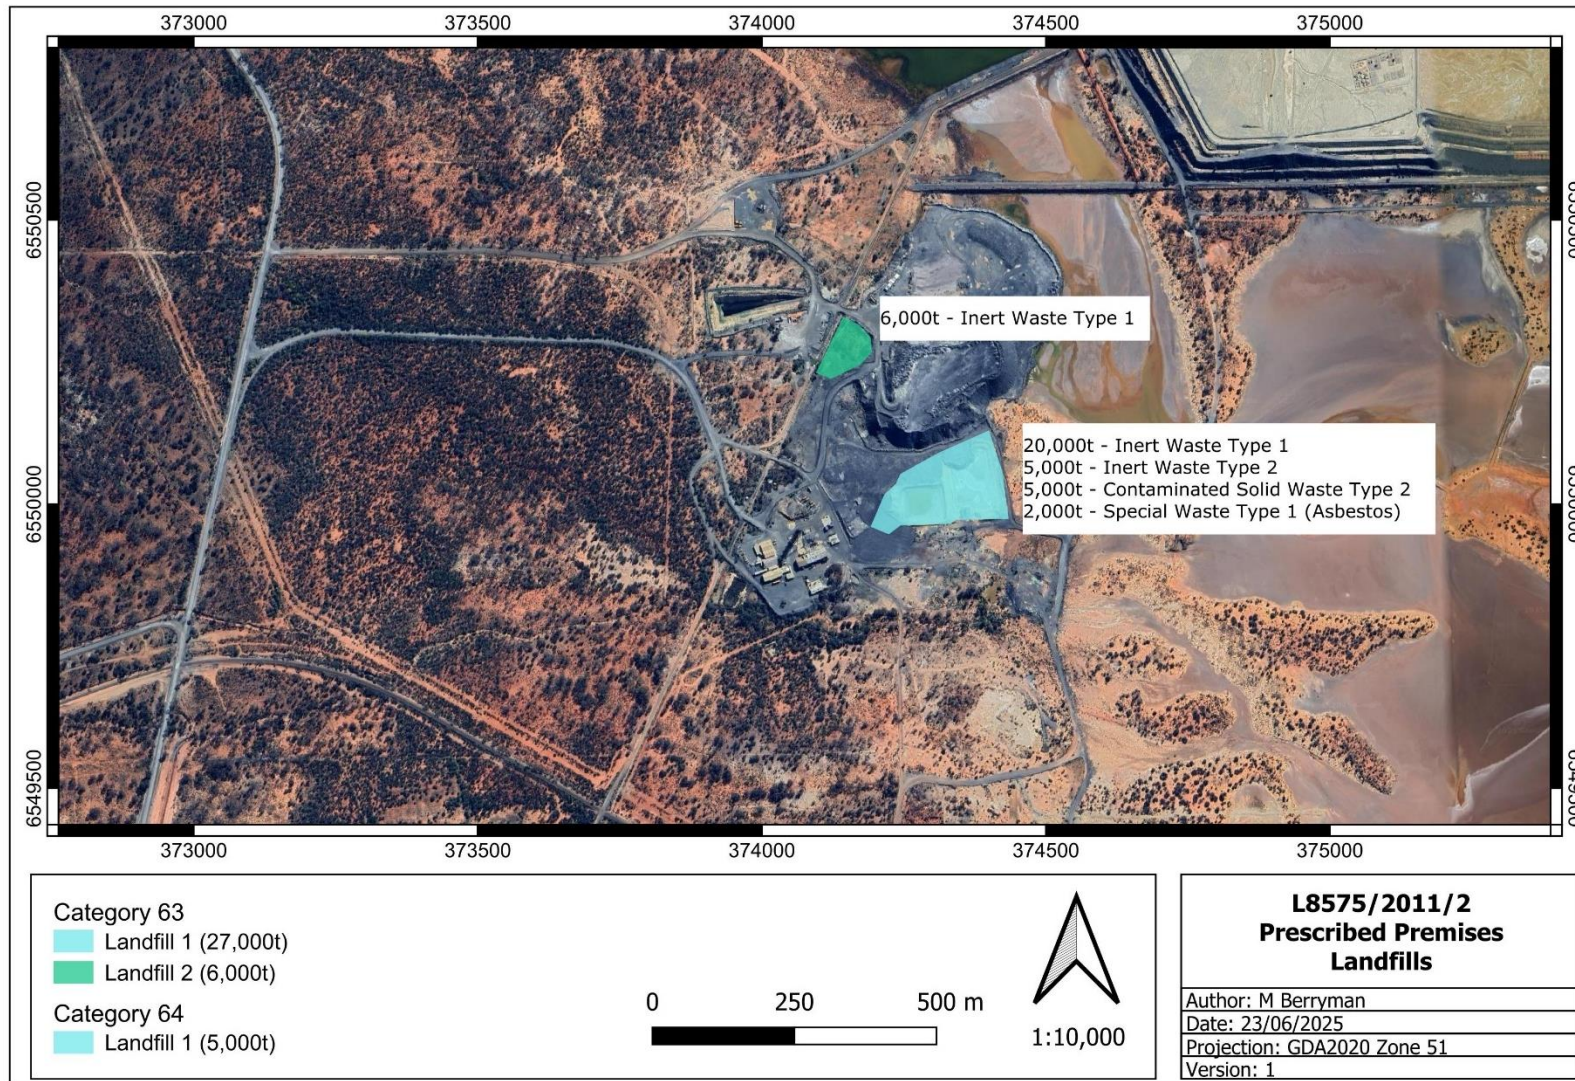 373000 373500 374000 374500 375000
6550500 6550500
6,000t - Inert Waste Type 1
20,000t - Inert Waste Type 1
5,000t - Inert Waste Type 2
5,000t - Contaminated Solid Waste Type 2
2,000t - Special Waste Type 1 (Asbestos)
6550000 6550000
6549500 6549500
373000 373500 374000 374500 375000
Category 63
Landfill 1 (27,000t)
Landfill 2 (6,000t)
Category 64
Landfill 1 (5,000t)
0 250 500 m
1:10,000
L8575/2011/2
Prescribed Premises
Landfills
Author: M Berryman
Date: 23/06/2025
Projection: GDA2020 Zone 51
Version: 1